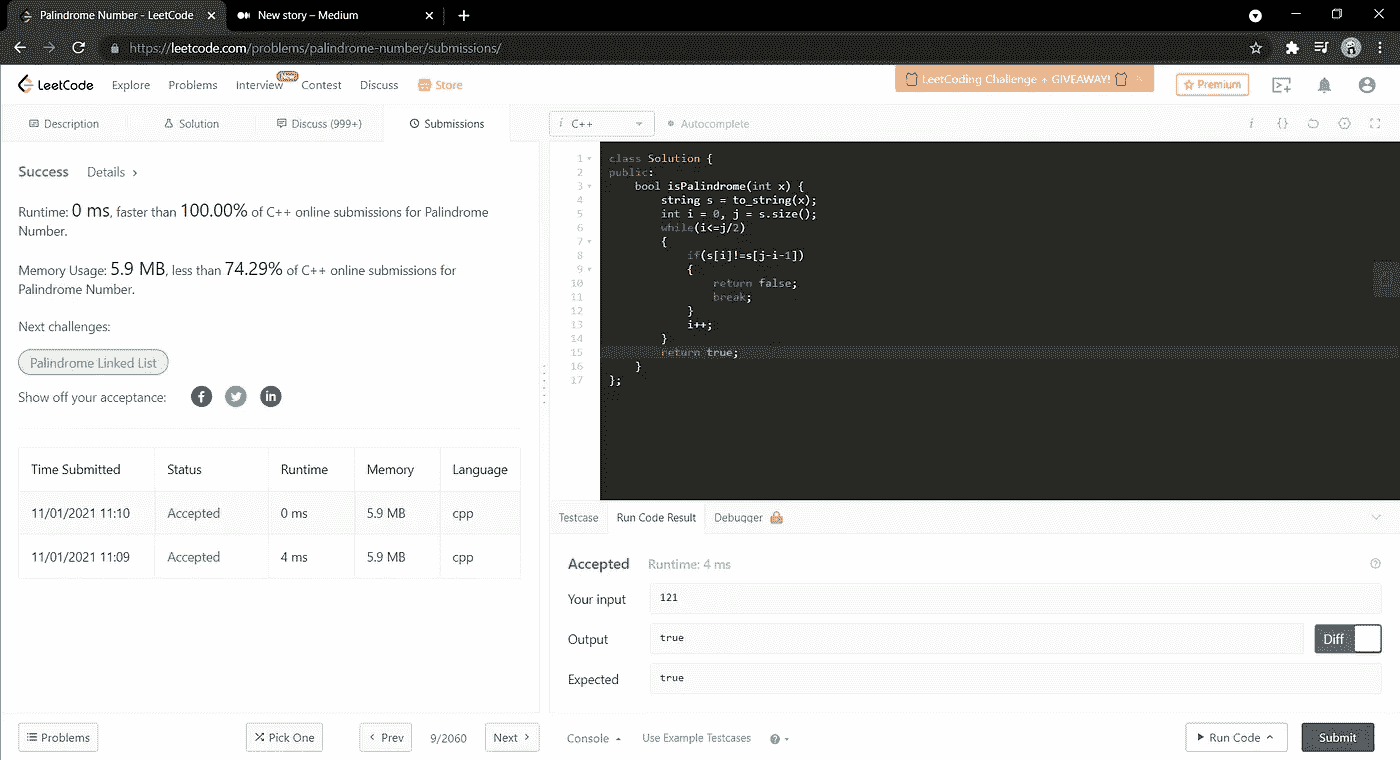 Palindrome Number - LeetCode
New story – Medium
https://leetcode.com/problems/palindrome-number/submissions/
LeetCode Explore Problems Interview New Contest Discuss Store
LeetCoding Challenge + GIVEAWAY!
Premium
Description Solution Discuss (999+) Submissions
i C++ Autocomplete
i {}
Success Details >
Runtime: 0 ms, faster than 100.00% of C++ online submissions for Palindrome
Number.
Memory Usage: 5.9 MB, less than 74.29% of C++ online submissions for
Palindrome Number.
Next challenges:
Palindrome Linked List
Show off your acceptance:
Time Submitted Status Runtime Memory Language
11/01/2021 11:10 Accepted 0 ms 5.9 MB cpp
11/01/2021 11:09 Accepted 4 ms 5.9 MB cpp
1 class Solution {
2 public:
3 bool isPalindrome(int x) {
4 string s = to_string(x);
5 int i = 0, j = s.size();
6 while(i<=j/2)
7 {
8 if(s[i]!=s[j-i-1])
9 {
10 return false;
11 break;
12 }
13 i++;
14 }
15 return true;
16 }
17 };
Testcase Run Code Result Debugger
Accepted Runtime: 4 ms
Your input 121
Output true
Diff
Expected true
Problems Pick One < Prev 9/2060 Next >
Console Use Example Testcases ?
Run Code Submit